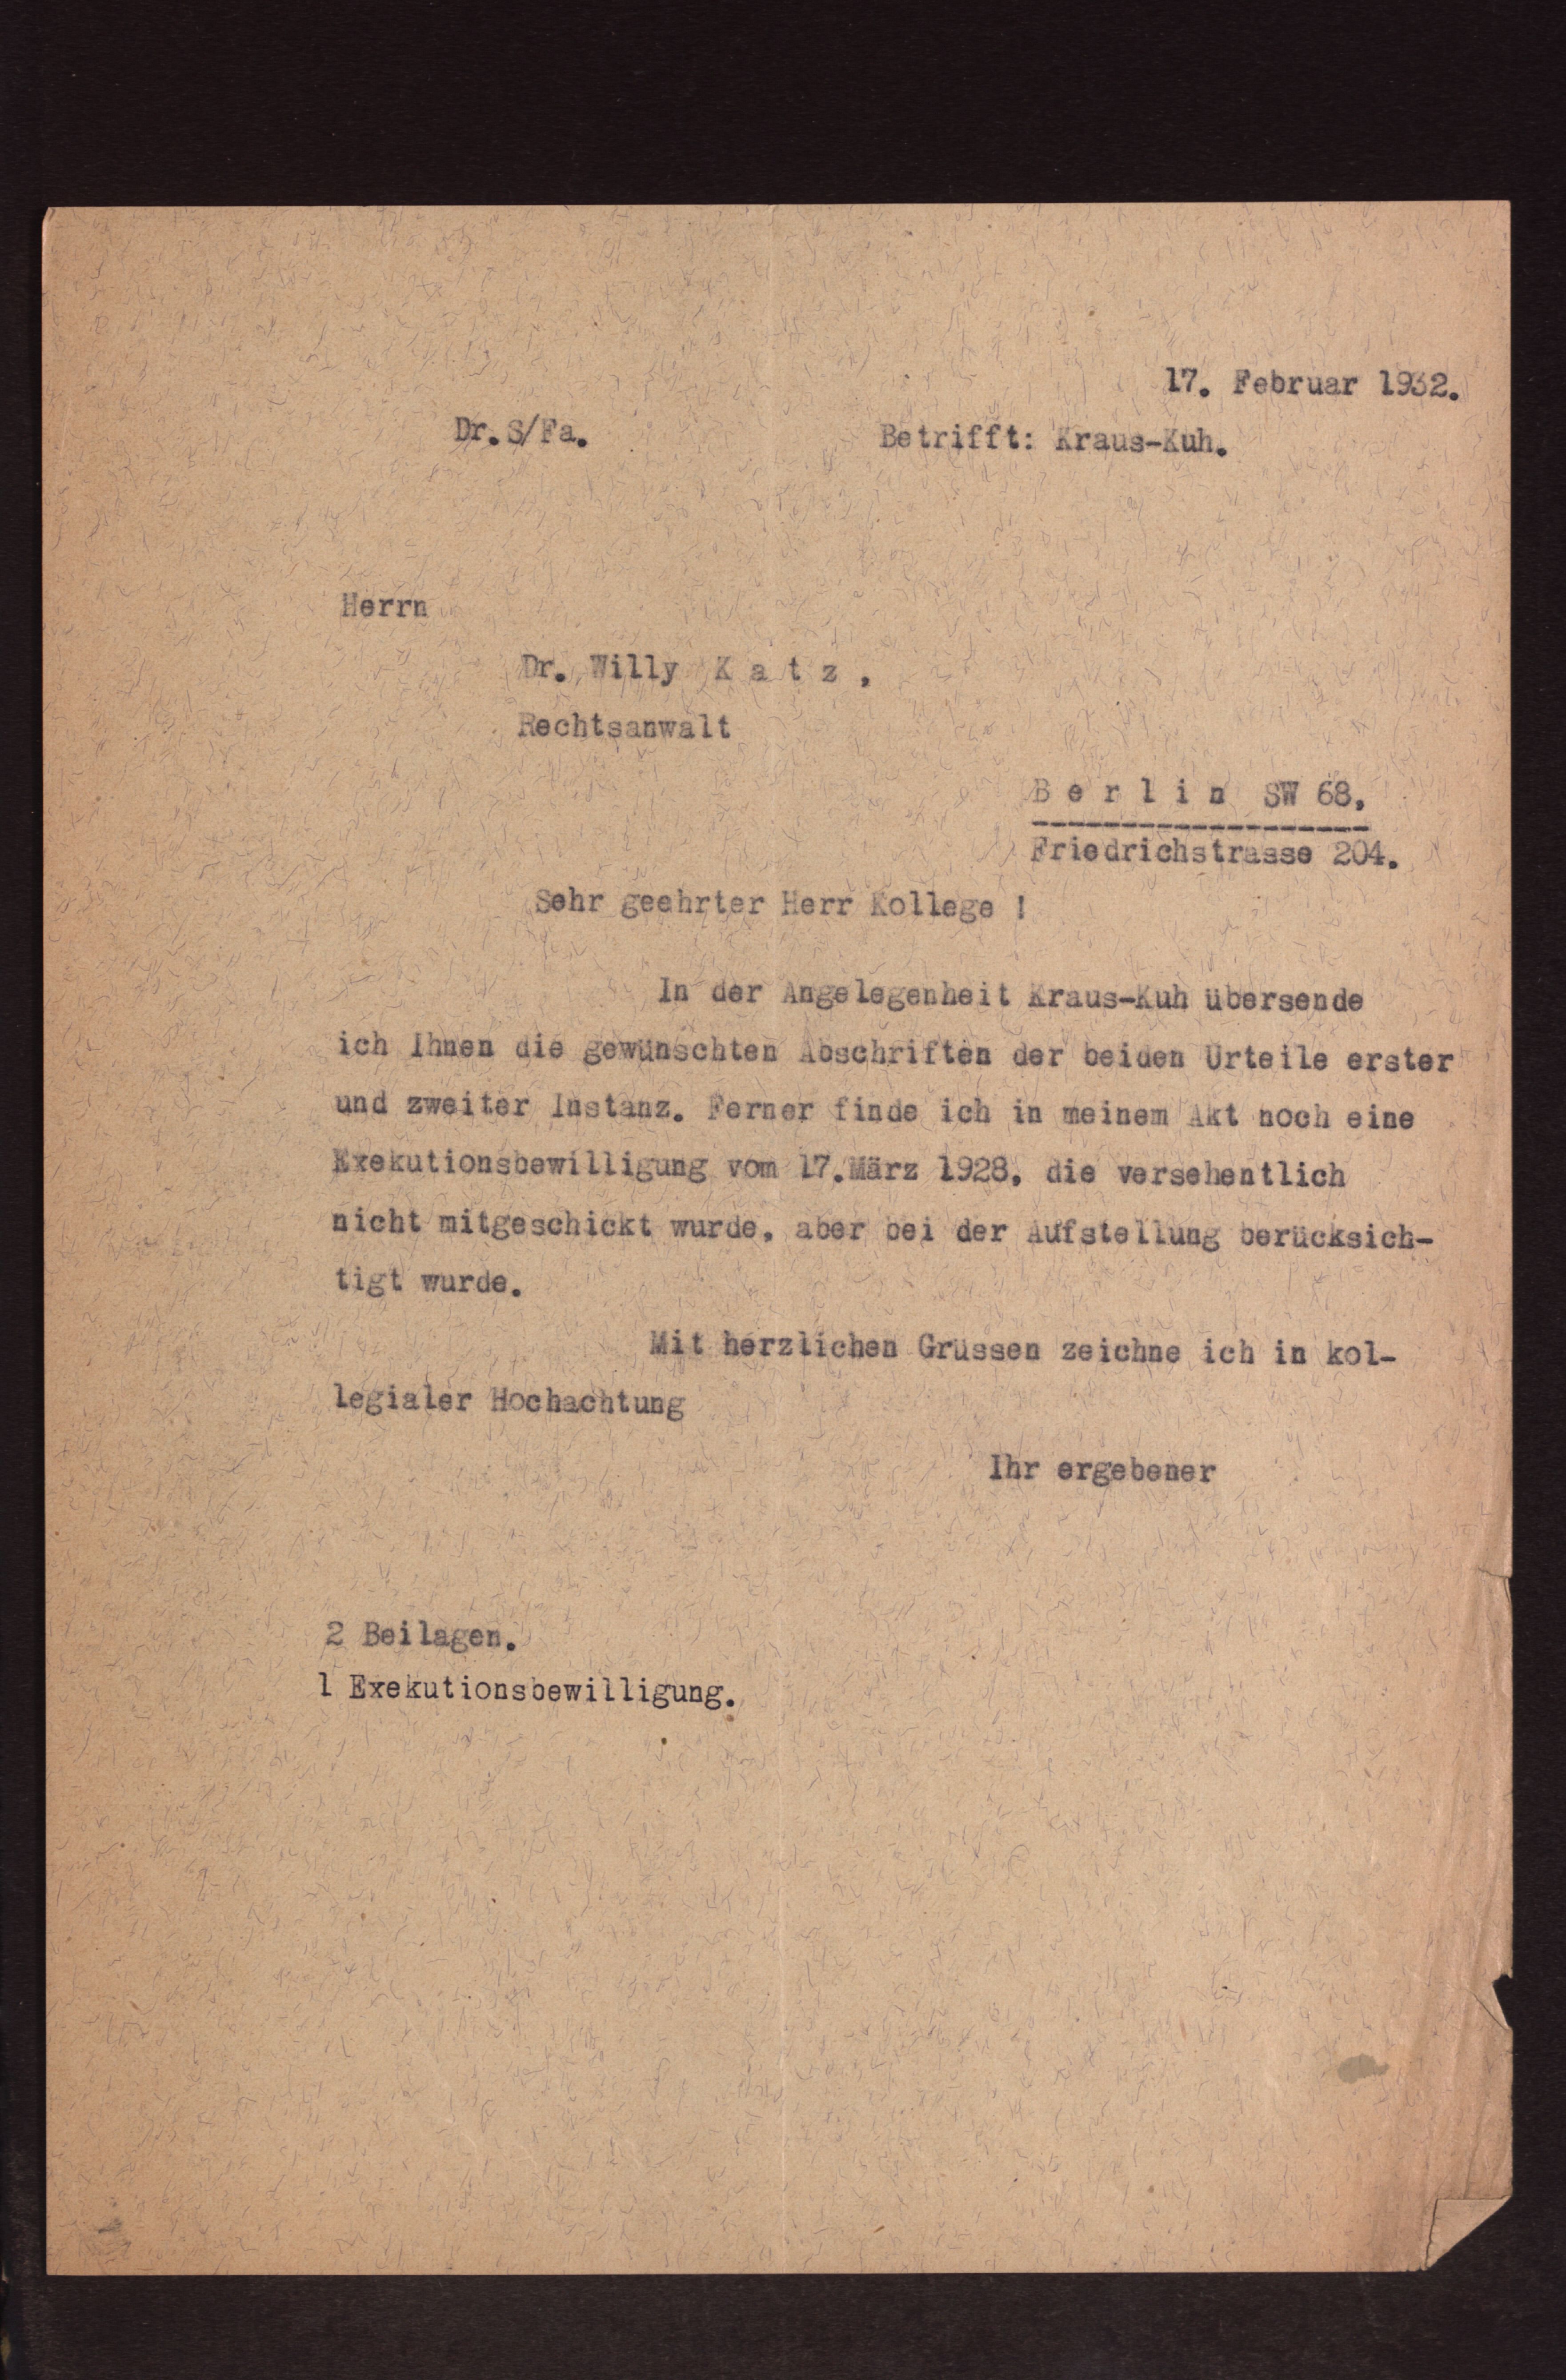 17. Februar 1932.
Dr.S/Fa.
Betrifft: Kraus-Kuh.
Herrn
Dr. Willy K a t z ,
Rechtsanwalt
B e r l i n SW 68,
Friedrichstrasse 204.
Sehr geehrter Herr Kollege !
In der Angelegenheit Kraus-Kuh übersende
ich Ihnen die gewünschten Abschriften der beiden Urteile erster
und zweiter Instanz. Ferner finde ich in meinem Akt noch eine
Exekutionsbewilligung vom 17.März 1928, die versehentlich
nicht mitgeschickt wurde, aber bei der Aufstellung berücksich-
tigt wurde.
Mit herzlichen Grüssen zeichne ich in kol-
legialer Hochachtung
Ihr ergebener
2 Beilagen.
1 Exekutionsbewilligung.